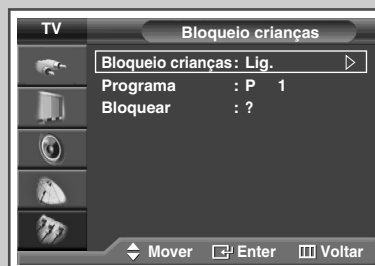 TV
Bloqueio crianças
Bloqueio crianças: Lig.
Programa : P 1
Bloquear : ?
Mover Enter Voltar